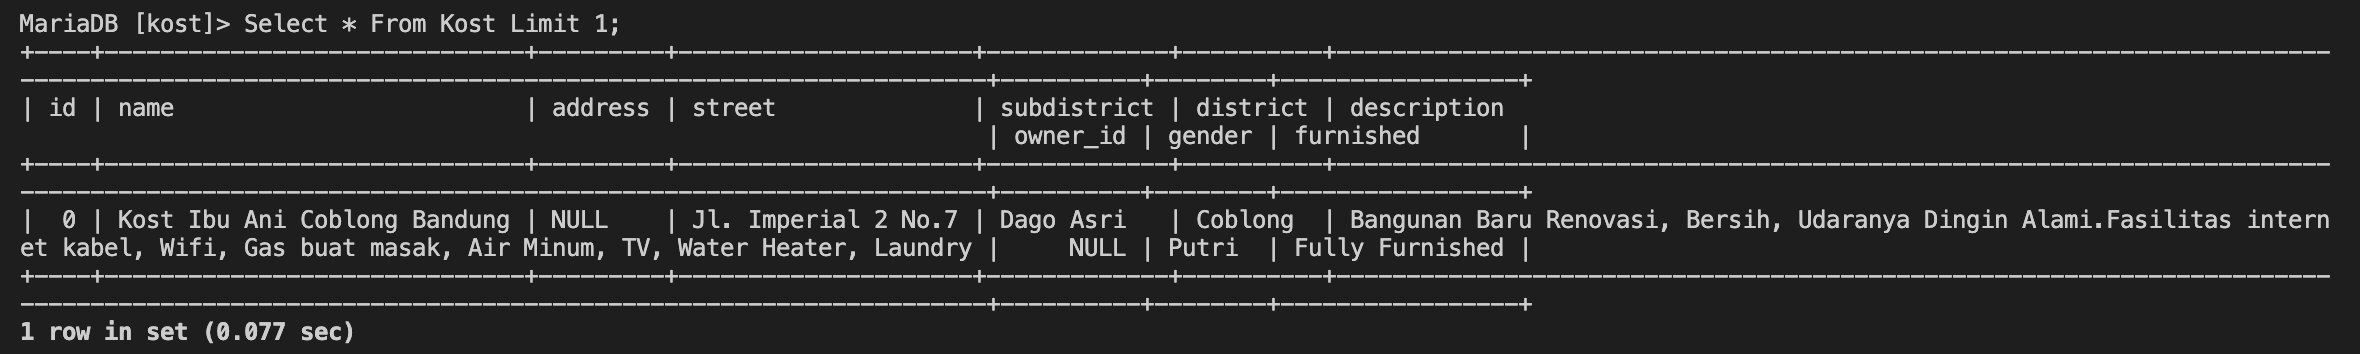 MariaDB [kost]> Select * From Kost Limit 1;
+----+------------------------------+---------+---------------------+-------------+----------+-----------------------------------------------------------------------
---------------------------------------------------------------------+----------+--------+-----------------+
| id | name                         | address | street              | subdistrict | district | description
                                                                     | owner_id | gender | furnished       |
+----+------------------------------+---------+---------------------+-------------+----------+-----------------------------------------------------------------------
---------------------------------------------------------------------+----------+--------+-----------------+
|  0 | Kost Ibu Ani Coblong Bandung | NULL    | Jl. Imperial 2 No.7 | Dago Asri   | Coblong  | Bangunan Baru Renovasi, Bersih, Udaranya Dingin Alami.Fasilitas intern
et kabel, Wifi, Gas buat masak, Air Minum, TV, Water Heater, Laundry |     NULL | Putri  | Fully Furnished |
+----+------------------------------+---------+---------------------+-------------+----------+-----------------------------------------------------------------------
---------------------------------------------------------------------+----------+--------+-----------------+
1 row in set (0.077 sec)